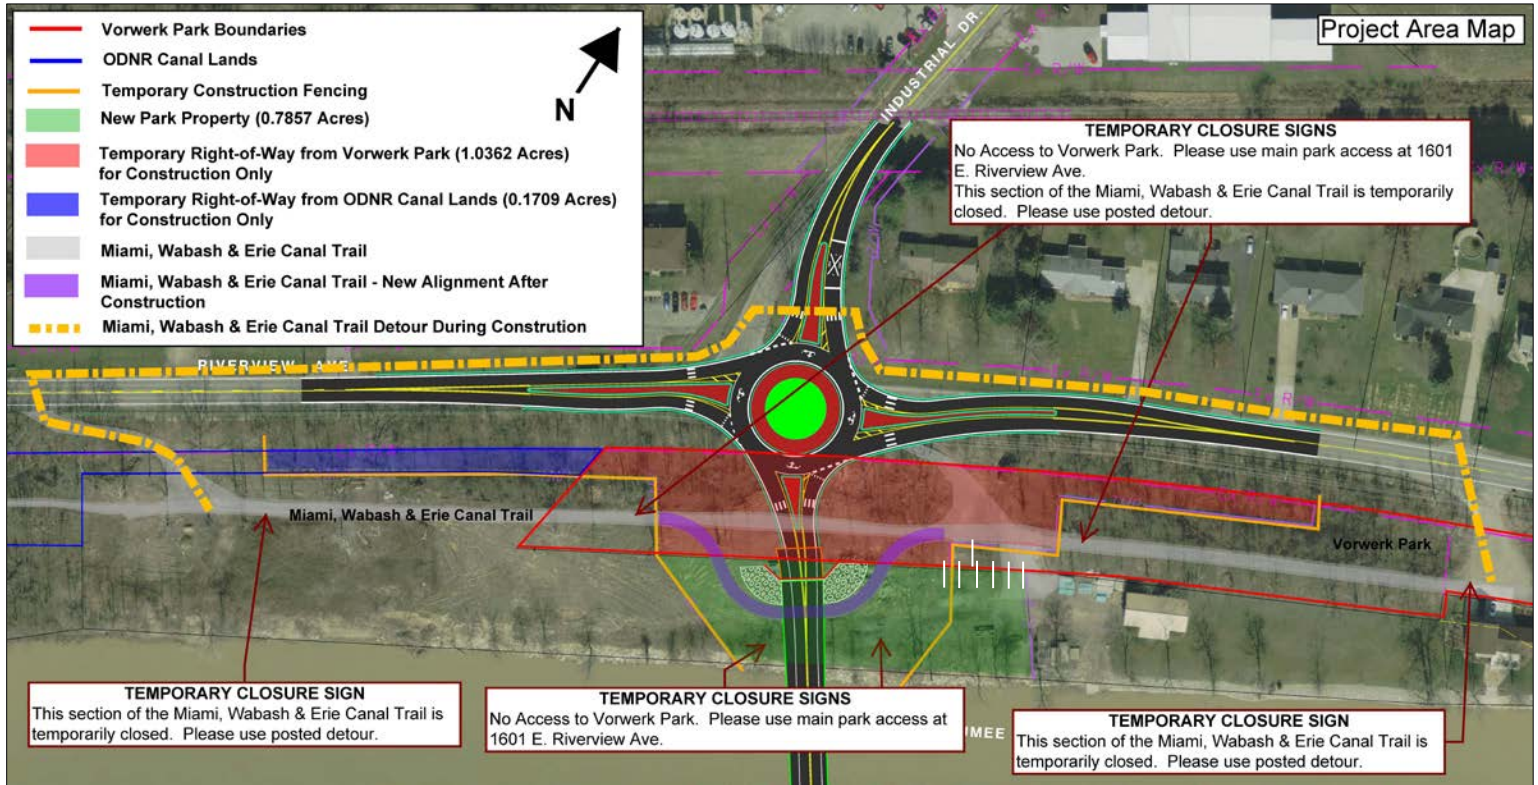 Project Area Map
Vorwerk Park Boundaries
ODNR Canal Lands
Temporary Construction Fencing
New Park Property (0.7857 Acres)
Temporary Right-of-Way from Vorwerk Park (1.0362 Acres)
for Construction Only
Temporary Right-of-Way from ODNR Canal Lands (0.1709 Acres)
for Construction Only
Miami, Wabash & Erie Canal Trail
Miami, Wabash & Erie Canal Trail - New Alignment After
Construction
Miami, Wabash & Erie Canal Trail Detour During Constrution
N
INDUSTRIAL DR.
TEMPORARY CLOSURE SIGNS
No Access to Vorwerk Park. Please use main park access at 1601
E. Riverview Ave.
This section of the Miami, Wabash & Erie Canal Trail is temporarily
closed. Please use posted detour.
RIVERVIEW AVE
Miami, Wabash & Erie Canal Trail
Vorwerk Park
TEMPORARY CLOSURE SIGN
This section of the Miami, Wabash & Erie Canal Trail is
temporarily closed. Please use posted detour.
TEMPORARY CLOSURE SIGNS
No Access to Vorwerk Park. Please use main park access at
1601 E. Riverview Ave.
UMEE
TEMPORARY CLOSURE SIGN
This section of the Miami, Wabash & Erie Canal Trail is
temporarily closed. Please use posted detour.